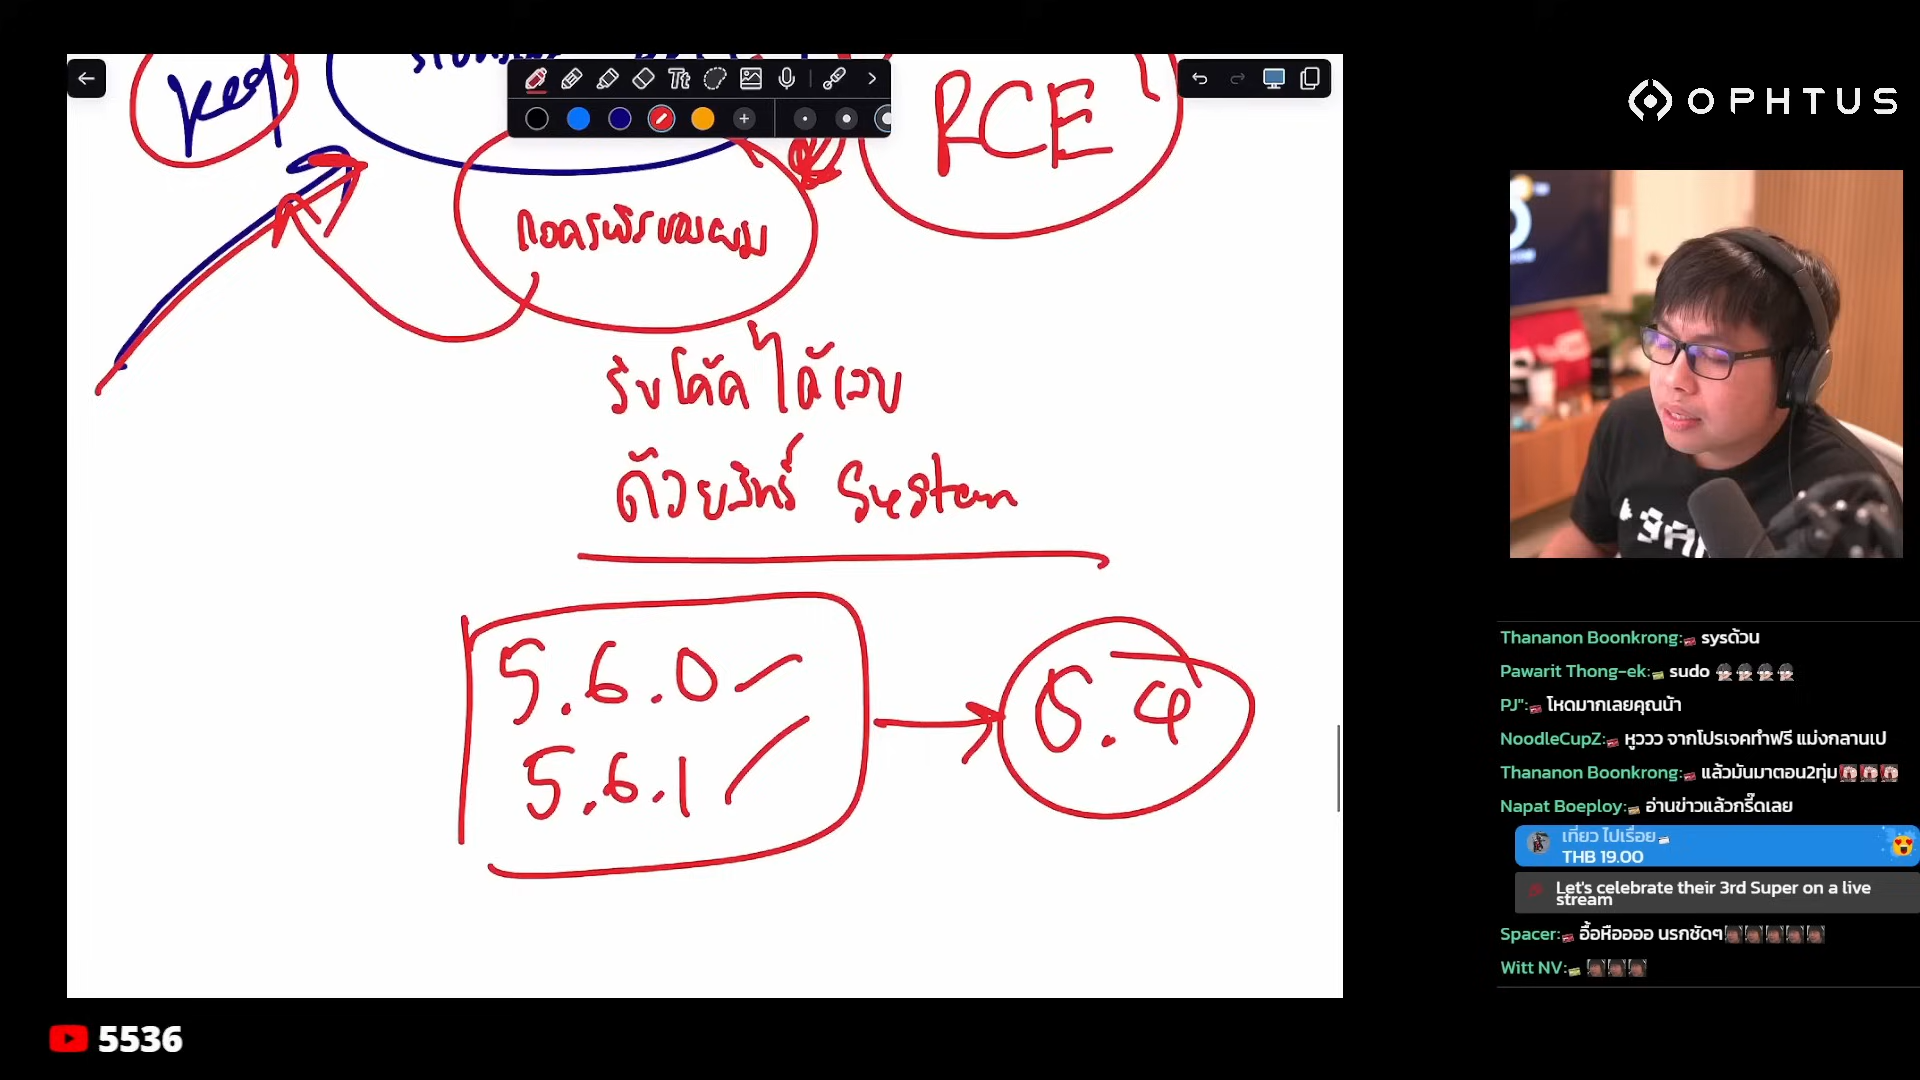 Key
RCE
OPHTUS
ถอดรหัสของผม
รันโค้ด ได้เลย
ด้วยสิทธิ์ System
5.6.0
5.6.1
5.4
Thananon Boonkrong: sysด้วน
Pawarit Thong-ek: sudo
PJ": โหดมากเลยคุณน้า
NoodleCupZ: หูววว จากโปรเจคทำฟรี แม่งกลานเป
Thananon Boonkrong: แล้วมันมาตอน2ทุ่ม
Napat Boeploy: อ่านข่าวแล้วกรี๊ดเลย
เที่ยว ไปเรื่อย
THB 19.00
Let's celebrate their 3rd Super on a live
stream
Spacer: อื้อหืออออ นรกชัดๆ
Witt NV:
5536